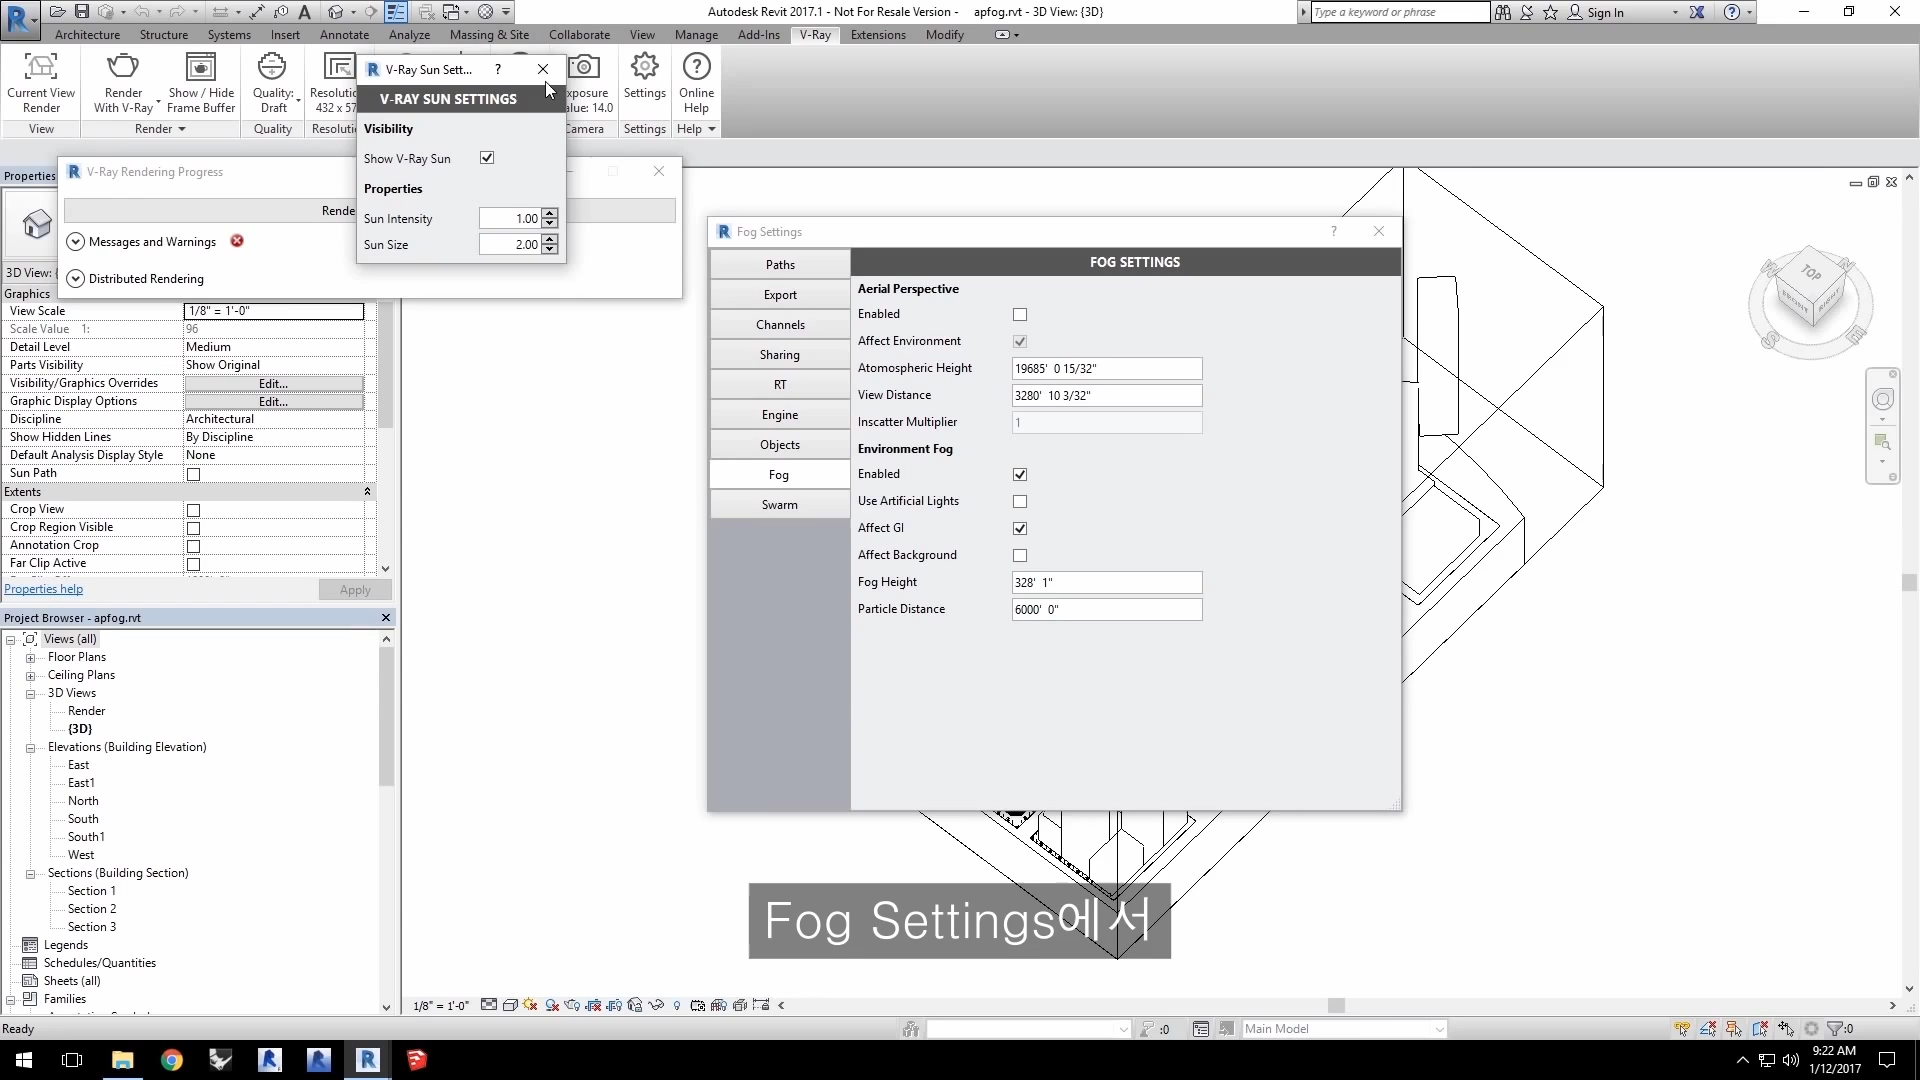 Autodesk Revit 2017.1 - Not For Resale Version - apfog.rvt - 3D View: {3D}
Type a keyword or phrase
Sign In
Architecture Structure Systems Insert Annotate Analyze Massing & Site Collaborate View Manage Add-Ins V-Ray Extensions Modify
Current View Render
Render With V-Ray
Show / Hide Frame Buffer
Quality: Draft
432 x 57
14.0
Settings
Online Help
View
Render
Quality
Settings
Help
V-Ray Sun Sett...
V-RAY SUN SETTINGS
Visibility
Show V-Ray Sun
Properties
Sun Intensity 1.00
Sun Size 2.00
V-Ray Rendering Progress
Messages and Warnings
Distributed Rendering
Properties
3D View:
Graphics
View Scale 1/8" = 1'-0"
Scale Value 1: 96
Detail Level Medium
Parts Visibility Show Original
Visibility/Graphics Overrides Edit...
Graphic Display Options Edit...
Discipline Architectural
Show Hidden Lines By Discipline
Default Analysis Display Style None
Sun Path
Extents
Crop View
Crop Region Visible
Annotation Crop
Far Clip Active
Properties help
Apply
Project Browser - apfog.rvt
Views (all)
Floor Plans
Ceiling Plans
3D Views
Render
{3D}
Elevations (Building Elevation)
East
East1
North
South
South1
West
Sections (Building Section)
Section 1
Section 2
Section 3
Legends
Schedules/Quantities
Sheets (all)
Families
Fog Settings
Paths
Export
Channels
Sharing
RT
Engine
Objects
Fog
Swarm
FOG SETTINGS
Aerial Perspective
Enabled
Affect Environment
Atomospheric Height 19685' 0 15/32"
View Distance 3280' 10 3/32"
Inscatter Multiplier 1
Environment Fog
Enabled
Use Artificial Lights
Affect GI
Affect Background
Fog Height 328' 1"
Particle Distance 6000' 0"
TOP
FRONT
RIGHT
W
N
S
E
Fog Settings에서
1/8" = 1'-0"
Ready
:0
Main Model
:0
9:22 AM
1/12/2017